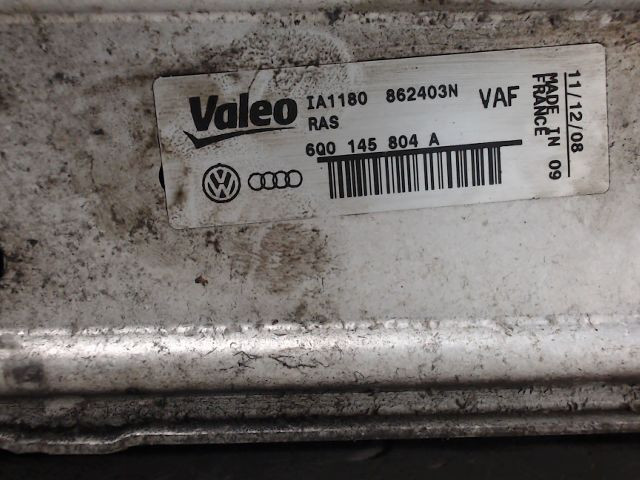 Valeo IA1180 862403N VAF
RAS
6Q0 145 804 A
11/12/08
MADE IN 09
FRANCE